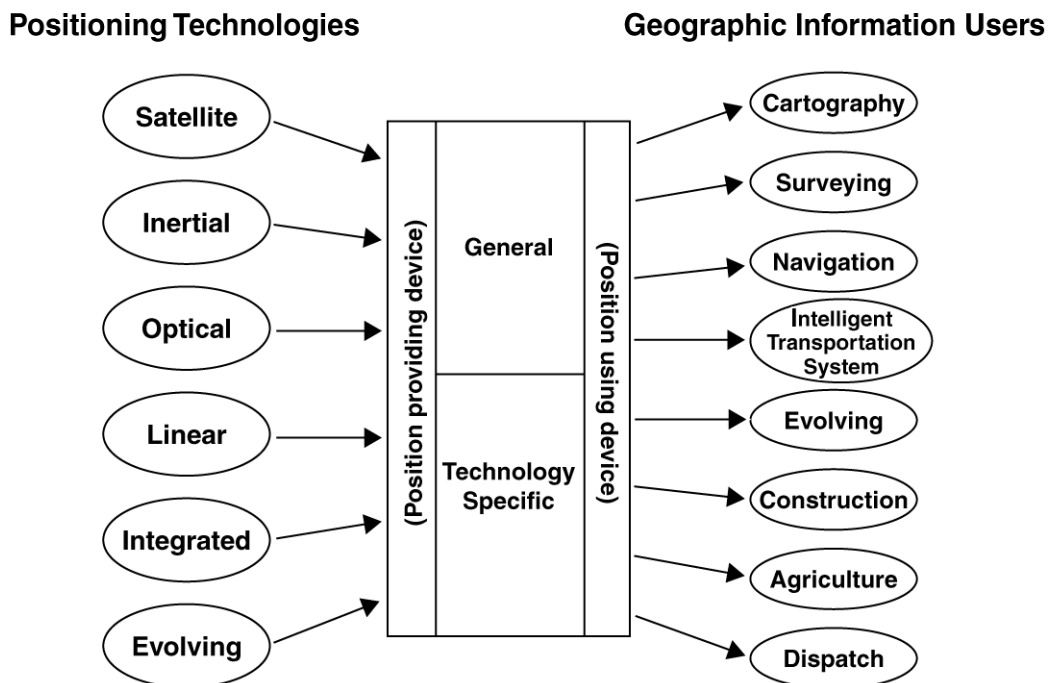 Positioning Technologies
Geographic Information Users
Satellite
Inertial
Optical
Linear
Integrated
Evolving
(Position providing device)
General
Technology
Specific
(Position using device)
Cartography
Surveying
Navigation
Intelligent
Transportation
System
Evolving
Construction
Agriculture
Dispatch